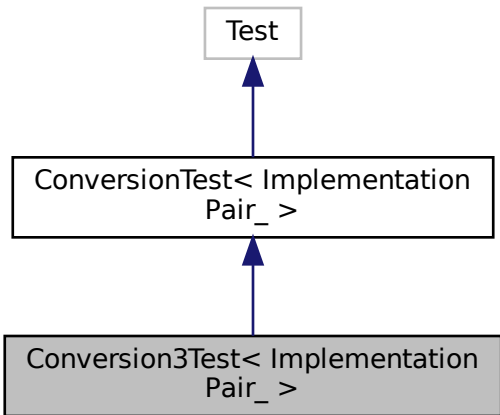 Test
ConversionTest< Implementation
Pair_ >
Conversion3Test< Implementation
Pair_ >